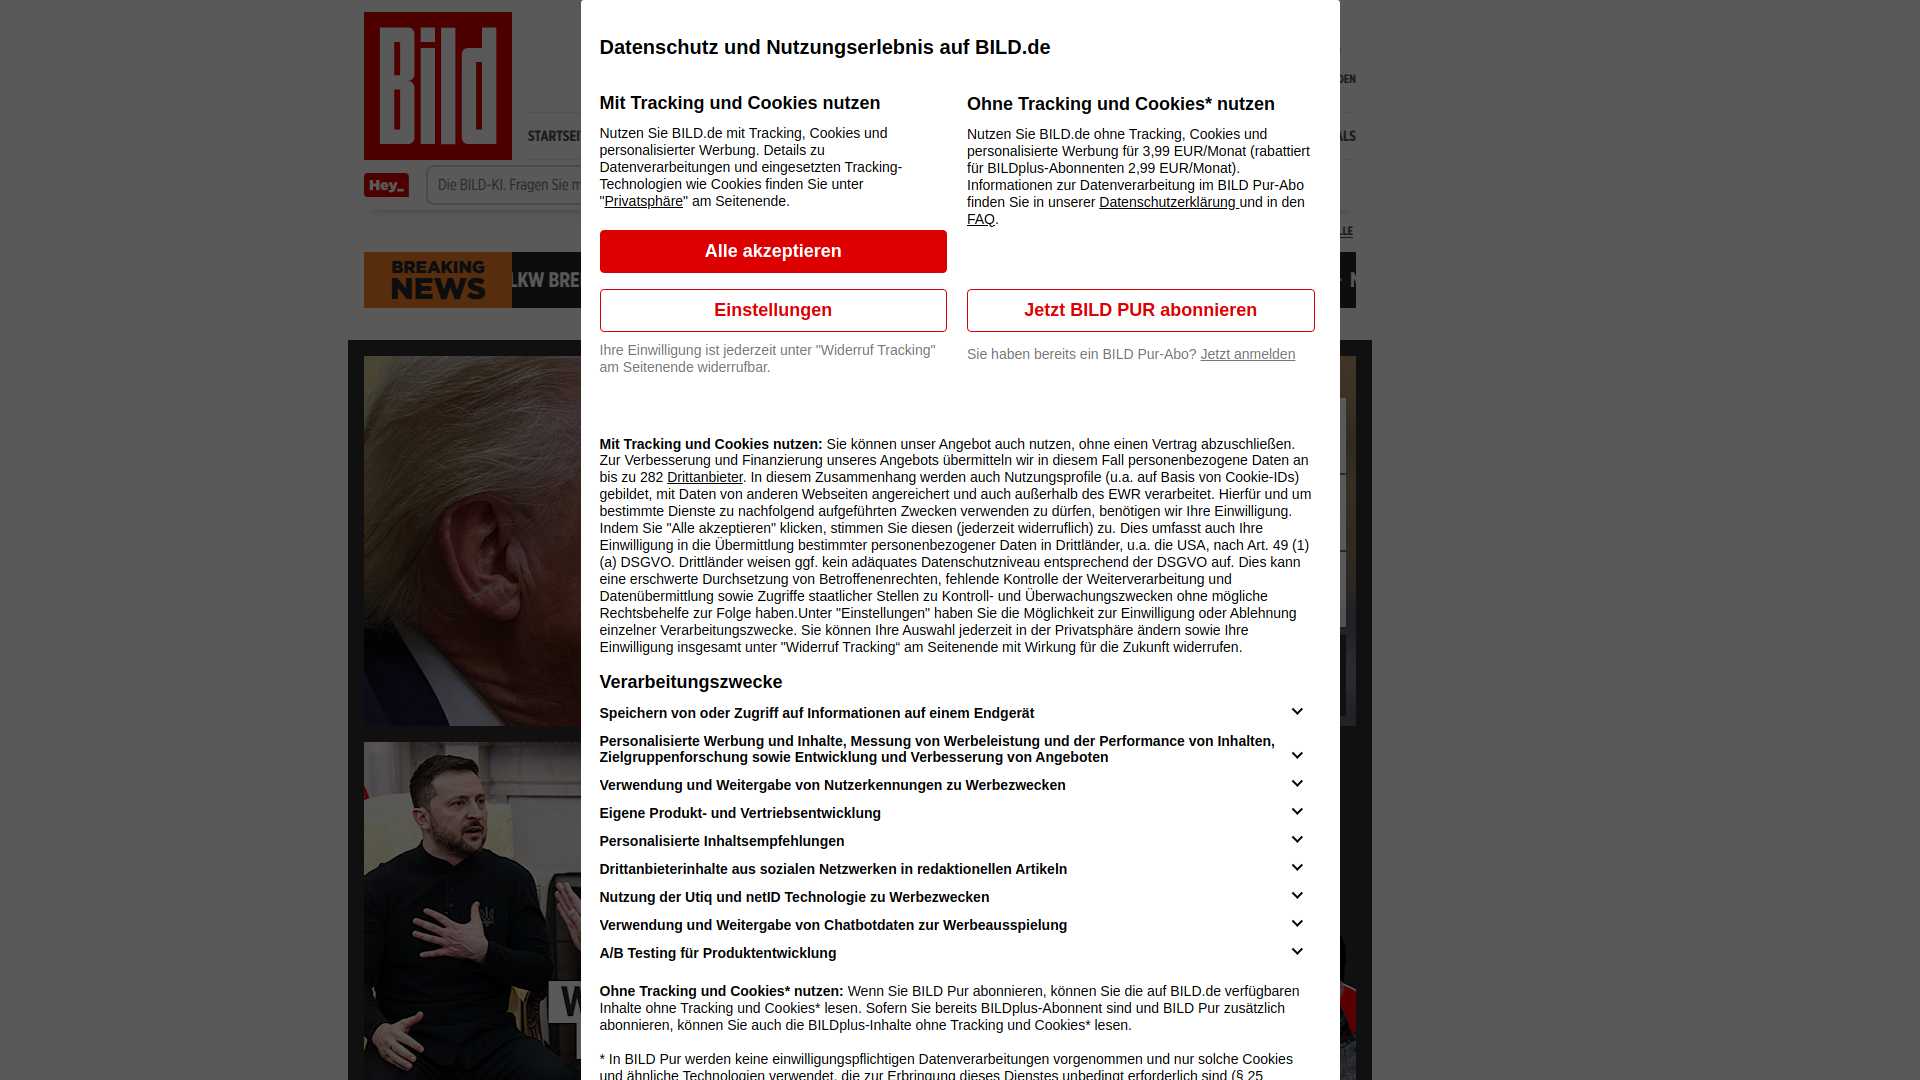 Bild
DEN
STARTSEI
ALS
Hey_
Die BILD-KI. Fragen Sie m
LLE
BREAKING
NEWS
LKW BRE
Datenschutz und Nutzungserlebnis auf BILD.de
Mit Tracking und Cookies nutzen
Nutzen Sie BILD.de mit Tracking, Cookies und
personalisierter Werbung. Details zu
Datenverarbeitungen und eingesetzten Tracking-
Technologien wie Cookies finden Sie unter
"Privatsphäre" am Seitenende.
Alle akzeptieren
Einstellungen
Ihre Einwilligung ist jederzeit unter "Widerruf Tracking"
am Seitenende widerrufbar.
Ohne Tracking und Cookies* nutzen
Nutzen Sie BILD.de ohne Tracking, Cookies und
personalisierte Werbung für 3,99 EUR/Monat (rabattiert
für BILDplus-Abonnenten 2,99 EUR/Monat).
Informationen zur Datenverarbeitung im BILD Pur-Abo
finden Sie in unserer Datenschutzerklärung und in den
FAQ.
Jetzt BILD PUR abonnieren
Sie haben bereits ein BILD Pur-Abo? Jetzt anmelden
Mit Tracking und Cookies nutzen: Sie können unser Angebot auch nutzen, ohne einen Vertrag abzuschließen.
Zur Verbesserung und Finanzierung unseres Angebots übermitteln wir in diesem Fall personenbezogene Daten an
bis zu 282 Drittanbieter. In diesem Zusammenhang werden auch Nutzungsprofile (u.a. auf Basis von Cookie-IDs)
gebildet, mit Daten von anderen Webseiten angereichert und auch außerhalb des EWR verarbeitet. Hierfür und um
bestimmte Dienste zu nachfolgend aufgeführten Zwecken verwenden zu dürfen, benötigen wir Ihre Einwilligung.
Indem Sie "Alle akzeptieren" klicken, stimmen Sie diesen (jederzeit widerruflich) zu. Dies umfasst auch Ihre
Einwilligung in die Übermittlung bestimmter personenbezogener Daten in Drittländer, u.a. die USA, nach Art. 49 (1)
(a) DSGVO. Drittländer weisen ggf. kein adäquates Datenschutzniveau entsprechend der DSGVO auf. Dies kann
eine erschwerte Durchsetzung von Betroffenenrechten, fehlende Kontrolle der Weiterverarbeitung und
Datenübermittlung sowie Zugriffe staatlicher Stellen zu Kontroll- und Überwachungszwecken ohne mögliche
Rechtsbehelfe zur Folge haben.Unter "Einstellungen" haben Sie die Möglichkeit zur Einwilligung oder Ablehnung
einzelner Verarbeitungszwecke. Sie können Ihre Auswahl jederzeit in der Privatsphäre ändern sowie Ihre
Einwilligung insgesamt unter "Widerruf Tracking“ am Seitenende mit Wirkung für die Zukunft widerrufen.
Verarbeitungszwecke
Speichern von oder Zugriff auf Informationen auf einem Endgerät
Personalisierte Werbung und Inhalte, Messung von Werbeleistung und der Performance von Inhalten,
Zielgruppenforschung sowie Entwicklung und Verbesserung von Angeboten
Verwendung und Weitergabe von Nutzerkennungen zu Werbezwecken
Eigene Produkt- und Vertriebsentwicklung
Personalisierte Inhaltsempfehlungen
Drittanbieterinhalte aus sozialen Netzwerken in redaktionellen Artikeln
Nutzung der Utiq und netID Technologie zu Werbezwecken
Verwendung und Weitergabe von Chatbotdaten zur Werbeausspielung
A/B Testing für Produktentwicklung
Ohne Tracking und Cookies* nutzen: Wenn Sie BILD Pur abonnieren, können Sie die auf BILD.de verfügbaren
Inhalte ohne Tracking und Cookies* lesen. Sofern Sie bereits BILDplus-Abonnent sind und BILD Pur zusätzlich
abonnieren, können Sie auch die BILDplus-Inhalte ohne Tracking und Cookies* lesen.
* In BILD Pur werden keine einwilligungspflichtigen Datenverarbeitungen vorgenommen und nur solche Cookies
und ähnliche Technologien verwendet, die zur Erbringung dieses Dienstes unbedingt erforderlich sind (§ 25